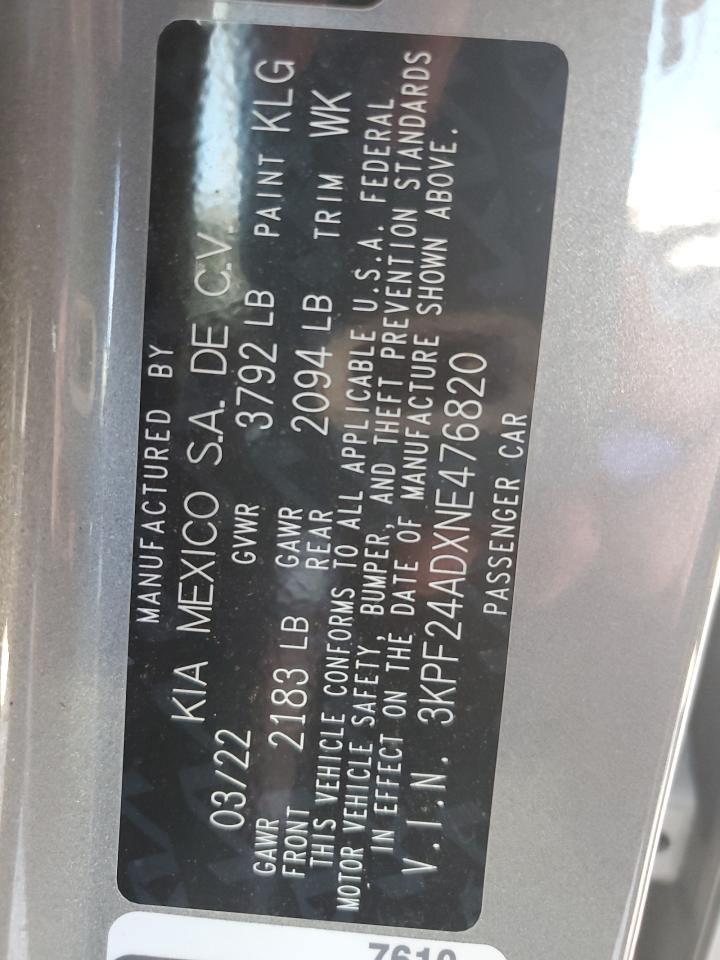 MANUFACTURED BY
KIA MEXICO S.A. DE C.V.
03/22 GVWR 3792 LB PAINT KLG
GAWR FRONT 2183 LB GAWR REAR 2094 LB TRIM WK
THIS VEHICLE CONFORMS TO ALL APPLICABLE U.S.A. FEDERAL
MOTOR VEHICLE SAFETY, BUMPER, AND THEFT PREVENTION STANDARDS
IN EFFECT ON THE DATE OF MANUFACTURE SHOWN ABOVE.
V.I.N. 3KPF24ADXNE476820
PASSENGER CAR